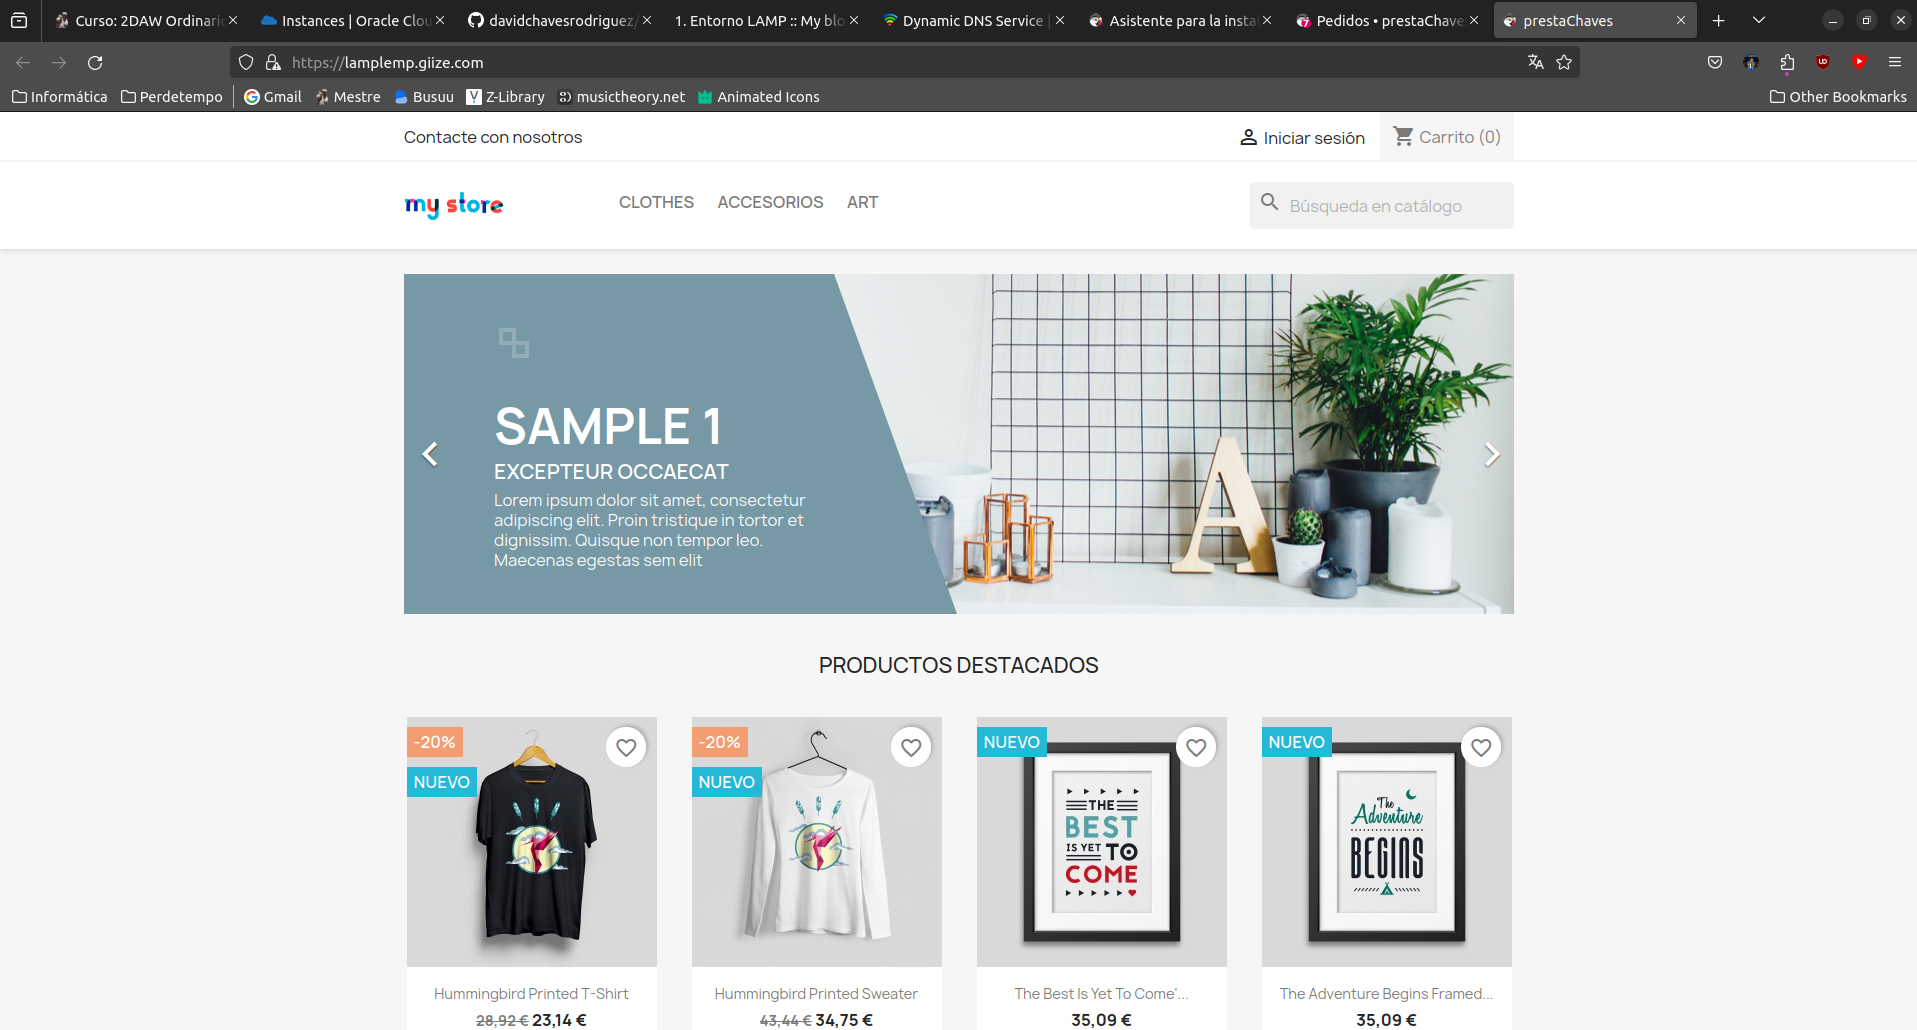 Curso: 2DAW Ordinari
Instances | Oracle Clou
davidchavesrodriguez/
1. Entorno LAMP :: My blo
Dynamic DNS Service |
Asistente para la instal
Pedidos • prestaChaves
prestaChaves
https://lamplemp.giize.com
Informática
Perdetempo
Gmail
Mestre
Busuu
Z-Library
musictheory.net
Animated Icons
Other Bookmarks
Contacte con nosotros
Iniciar sesión
Carrito (0)
my store
CLOTHES
ACCESORIOS
ART
Búsqueda en catálogo
SAMPLE 1
EXCEPTEUR OCCAECAT
Lorem ipsum dolor sit amet, consectetur
adipiscing elit. Proin tristique in tortor et
dignissim. Quisque non tempor leo.
Maecenas egestas sem elit
A
PRODUCTOS DESTACADOS
-20%
NUEVO
-20%
NUEVO
NUEVO
THE
BEST
IS YET TO
COME
NUEVO
The
Adventure
BEGINS
Hummingbird Printed T-Shirt
28,92 € 23,14 €
Hummingbird Printed Sweater
43,44 € 34,75 €
The Best Is Yet To Come'...
35,09 €
The Adventure Begins Framed...
35,09 €